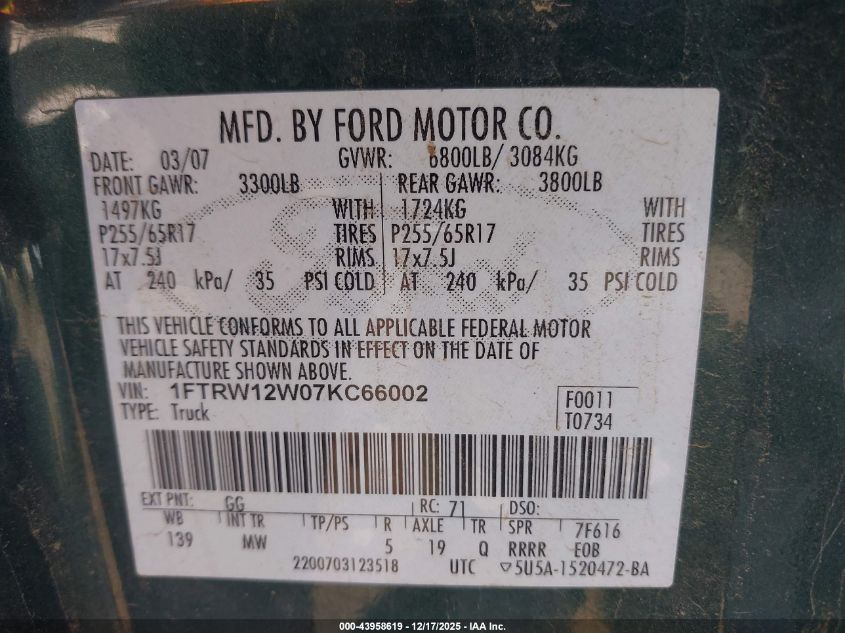 MFD. BY FORD MOTOR CO.
DATE: 03/07 GVWR: 6800LB/ 3084KG
FRONT GAWR: 3300LB REAR GAWR: 3800LB
1497KG WITH 1724KG WITH
P255/65R17 TIRES P255/65R17 TIRES
17x7.5J RIMS 17x7.5J RIMS
AT 240 kPa/ 35 PSI COLD AT 240 kPa/ 35 PSI COLD
THIS VEHICLE CONFORMS TO ALL APPLICABLE FEDERAL MOTOR
VEHICLE SAFETY STANDARDS IN EFFECT ON THE DATE OF
MANUFACTURE SHOWN ABOVE.
VIN: 1FTRW12W07KC66002 F0011
TYPE: Truck T0734
EXT PNT: GG RC: 71 DSO:
WB INT TR TP/PS R AXLE TR SPR 7F616
139 MW 5 19 Q RRRR EOB
2200703123518 UTC ▽5U5A-1520472-BA
000-43958619 - 12/17/2025 - IAA Inc.